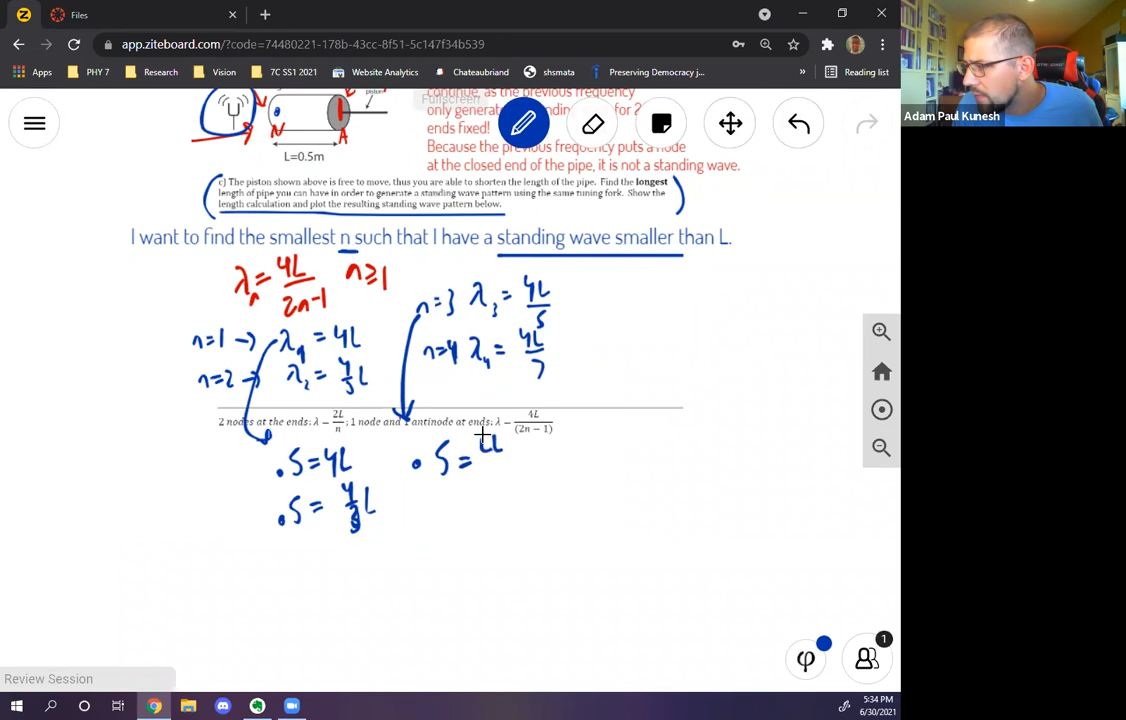 Files
app.ziteboard.com/?code=74480221-178b-43cc-8f51-5c147f34b539
Apps PHY 7 Research Vision 7C SS1 2021 Website Analytics Chateaubriand shsmata Preserving Democracy j... » Reading list
Adam Paul Kunesh
Fullscreen
continue, as the previous frequency
only genera
for 2
ends fixed!
Because the previous frequency puts a node
at the closed end of the pipe, it is not a standing wave.
piston
N A
L=0.5m
c) The piston shown above is free to move, thus you are able to shorten the length of the pipe. Find the longest
length of pipe you can have in order to generate a standing wave pattern using the same tuning fork. Show the
length calculation and plot the resulting standing wave pattern below.
I want to find the smallest n such that I have a standing wave smaller than L.
λn = 4L/2n-1 n≥1
n=1 → λ1 = 4L
n=2 → λ2 = 4/3 L
n=3 λ3 = 4L/5
n=4 λ4 = 4L/7
2 nodes at the ends: λ − 2L/n ; 1 node and 1 antinode at ends: λ − 4L/(2n − 1)
.5 = 4L
.5 = 4/3 L
.5 =
Review Session
φ
1
5:34 PM
6/30/2021